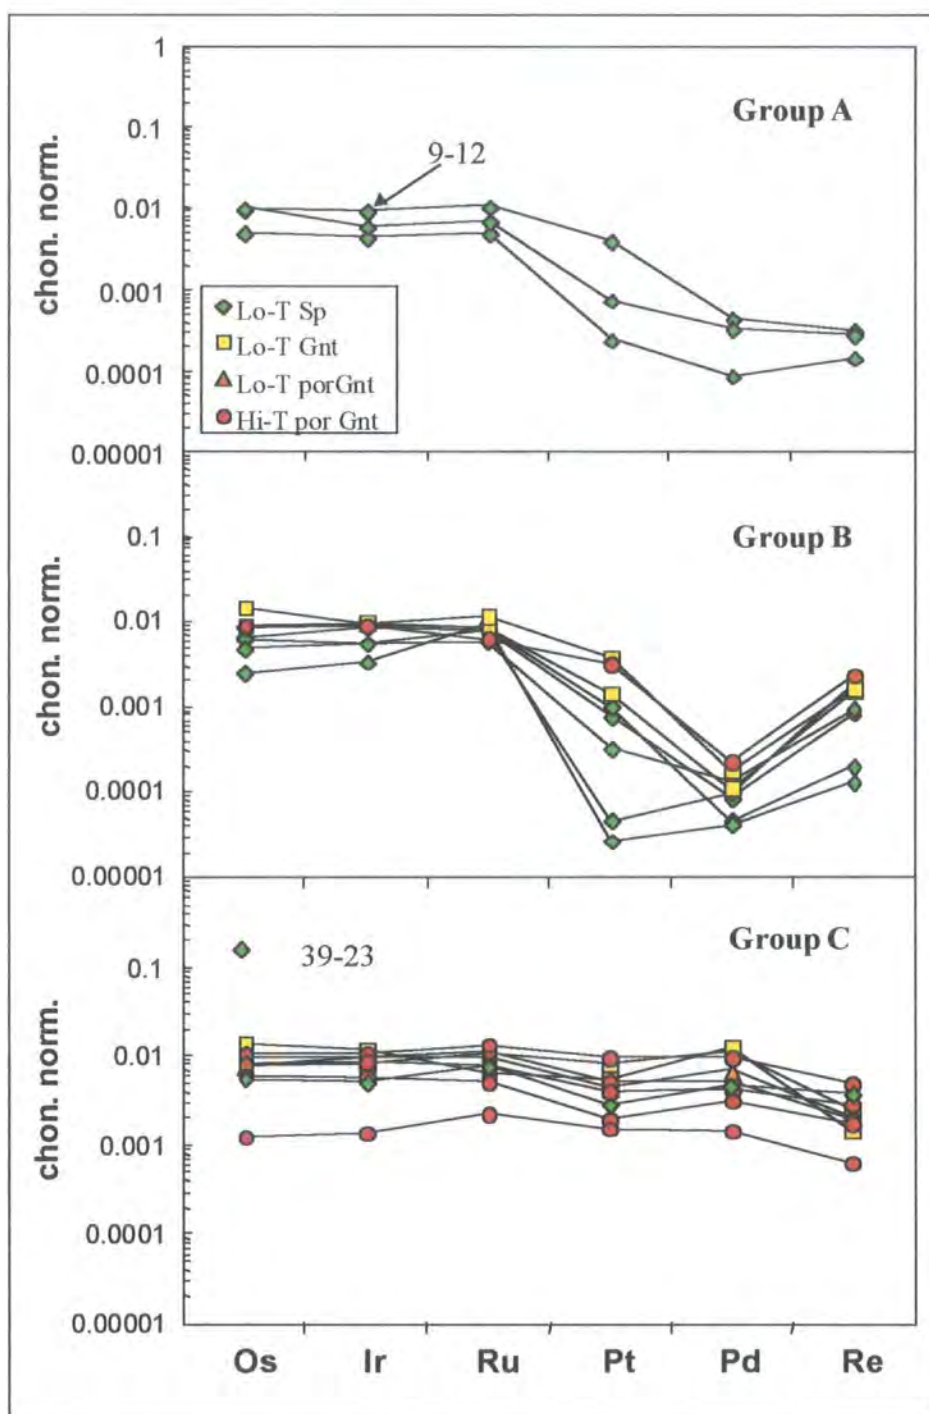 1
Group A
0.1
9-12
0.01
chon. norm.
0.001
Lo-T Sp
Lo-T Gnt
0.0001
Lo-T porGnt
Hi-T por Gnt
0.00001
Group B
0.1
0.01
chon. norm.
0.001
0.0001
0.00001
Group C
39-23
0.1
0.01
chon. norm.
0.001
0.0001
0.00001
Os Ir Ru Pt Pd Re